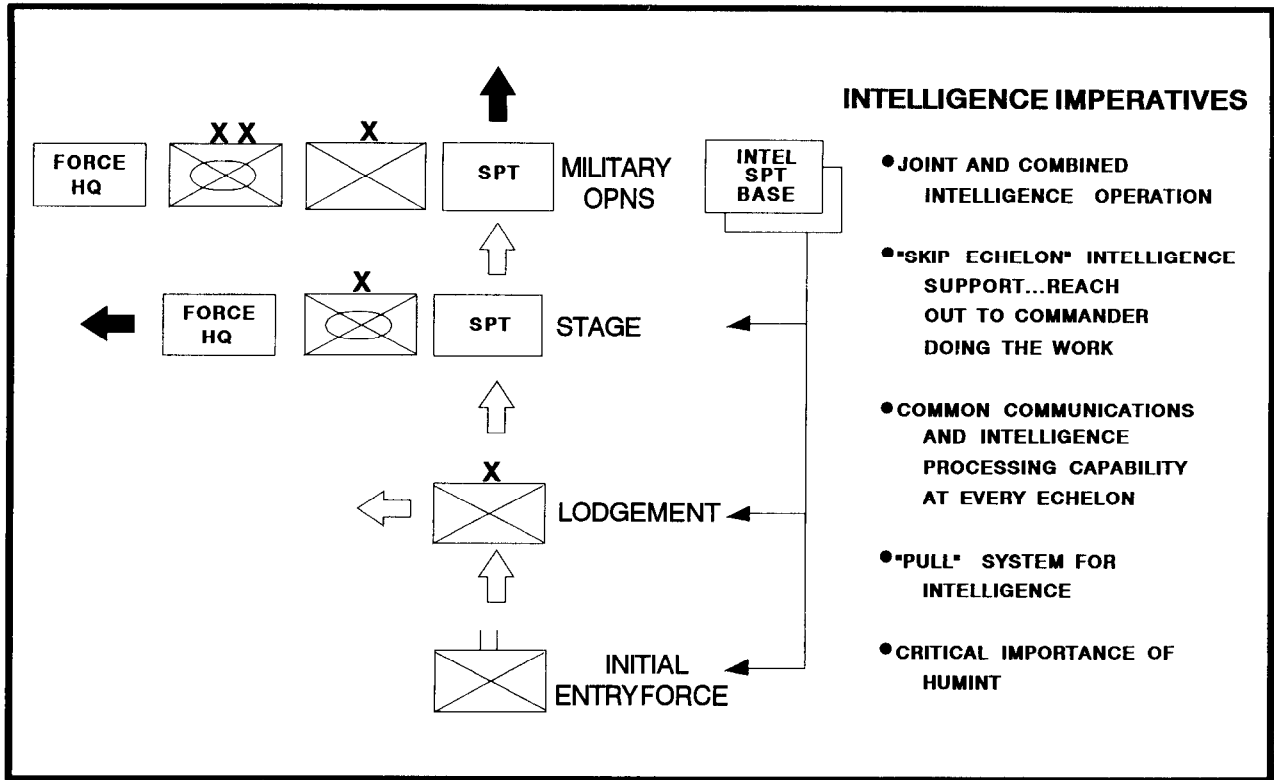 X X
X
FORCE
HQ
SPT
MILITARY
OPNS
INTEL
SPT
BASE
X
FORCE
HQ
SPT
STAGE
X
LODGEMENT
INITIAL
ENTRY FORCE
INTELLIGENCE IMPERATIVES
● JOINT AND COMBINED
INTELLIGENCE OPERATION
● "SKIP ECHELON" INTELLIGENCE
SUPPORT...REACH
OUT TO COMMANDER
DOING THE WORK
● COMMON COMMUNICATIONS
AND INTELLIGENCE
PROCESSING CAPABILITY
AT EVERY ECHELON
● "PULL" SYSTEM FOR
INTELLIGENCE
● CRITICAL IMPORTANCE OF
HUMINT